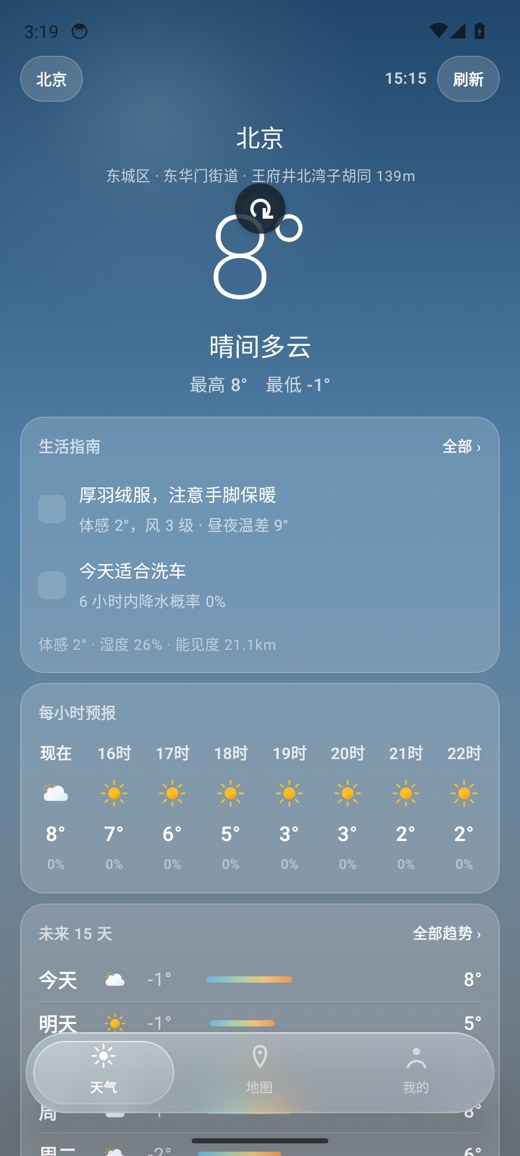 3:19
北京
15:15
刷新
北京
东城区 · 东华门街道 · 王府井北湾子胡同 139m
8°
晴间多云
最高 8° 最低 -1°
生活指南
全部 ›
厚羽绒服，注意手脚保暖
体感 2°，风 3 级 · 昼夜温差 9°
今天适合洗车
6 小时内降水概率 0%
体感 2° · 湿度 26% · 能见度 21.1km
每小时预报
现在 16时 17时 18时 19时 20时 21时 22时
8° 7° 6° 5° 3° 3° 2° 2°
0% 0% 0% 0% 0% 0% 0% 0%
未来 15 天
全部趋势 ›
今天 -1° 8°
明天 -1° 5°
天气 地图 我的
周二 -2° 6°